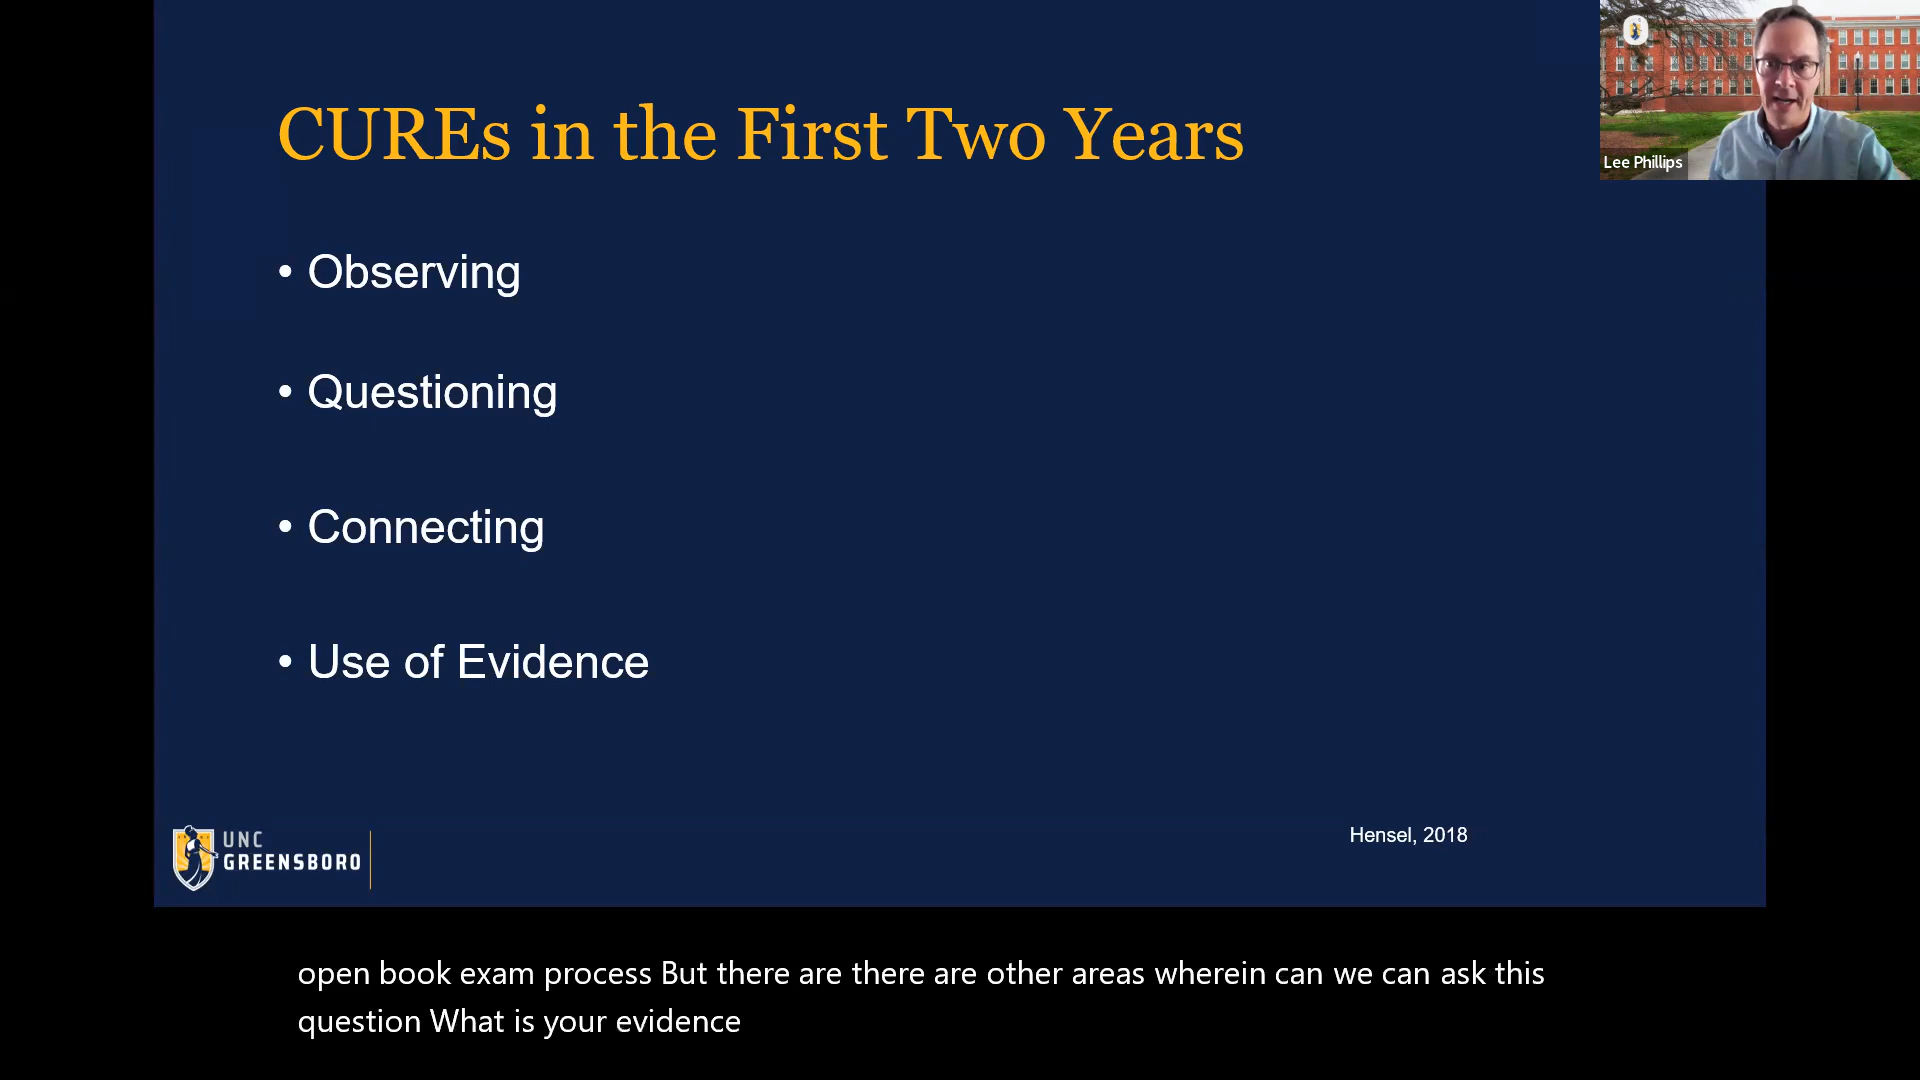 CUREs in the First Two Years
• Observing
• Questioning
• Connecting
• Use of Evidence
Hensel, 2018
UNC
GREENSBORO
Lee Phillips
open book exam process But there are there are other areas wherein can we can ask this
question What is your evidence